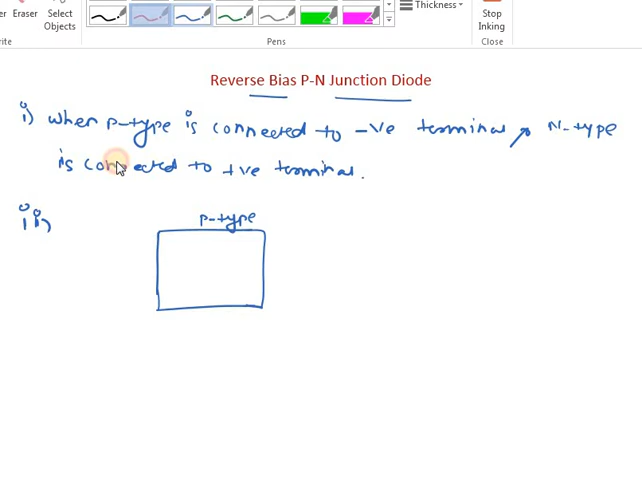 Thickness
Eraser
Select
Objects
Stop
Inking
Pens
Close
Reverse Bias P-N Junction Diode
i) when p-type is connected to -ve terminal, N-type
is connected to +ve terminal.
ii)
p-type